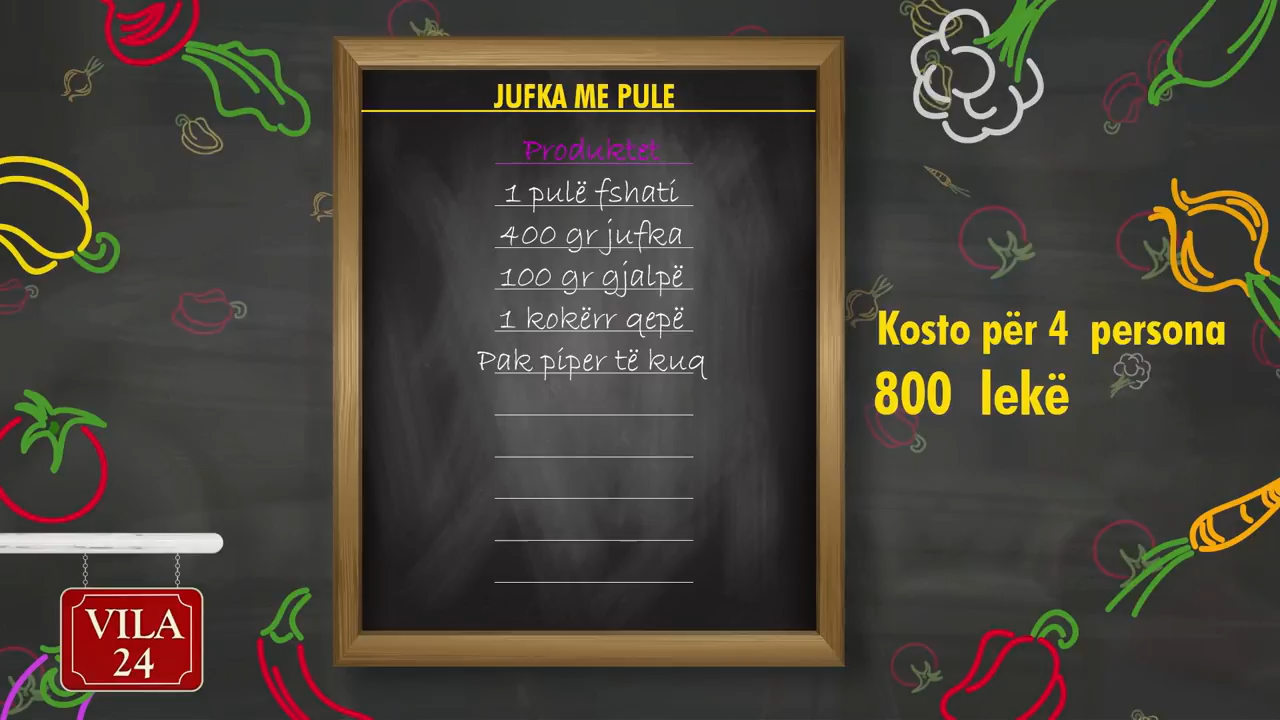 JUFKA ME PULE
Produktet
1 pulë fshati
400 gr jufka
100 gr gjalpë
1 kokërr qepë
Pak piper të kuq
Kosto për 4 persona
800 lekë
VILA
24